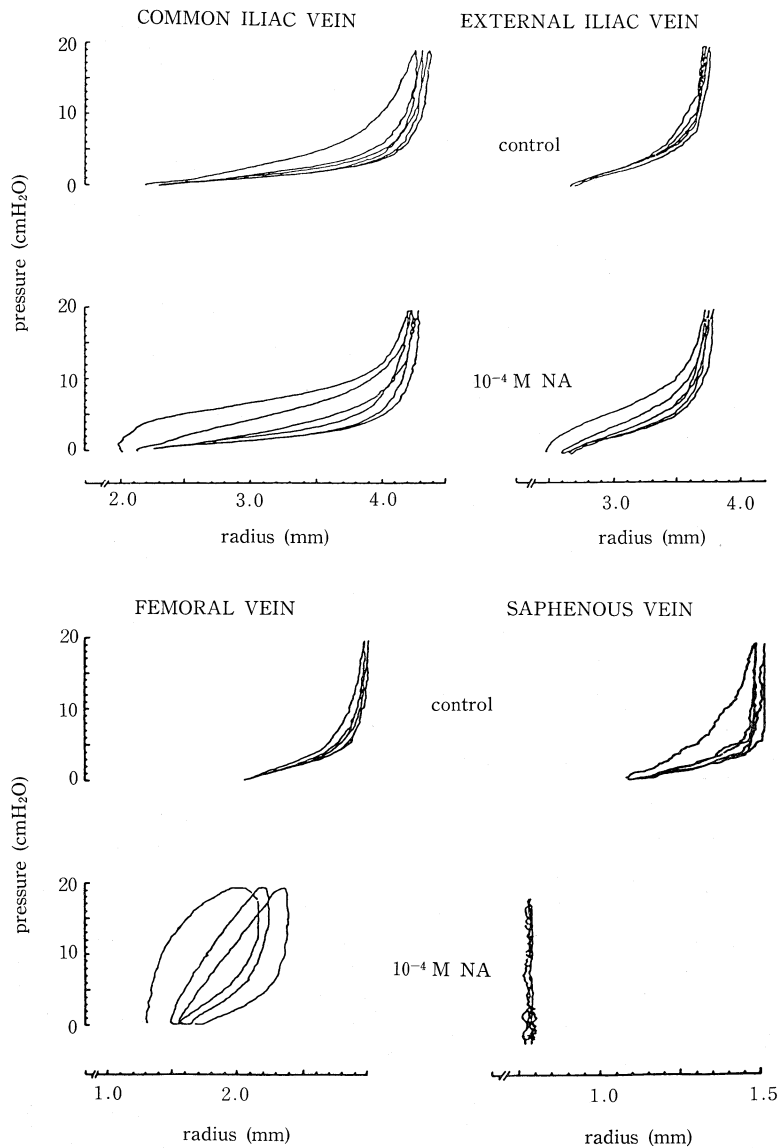 COMMON ILIAC VEIN
EXTERNAL ILIAC VEIN
20
10
0
control
pressure (cmH₂O)
20
10
0
10⁻⁴ M NA
2.0 3.0 4.0
radius (mm)
3.0 4.0
radius (mm)
FEMORAL VEIN
SAPHENOUS VEIN
20
10
0
control
pressure (cmH₂O)
20
10
0
10⁻⁴ M NA
1.0 2.0
radius (mm)
1.0 1.5
radius (mm)